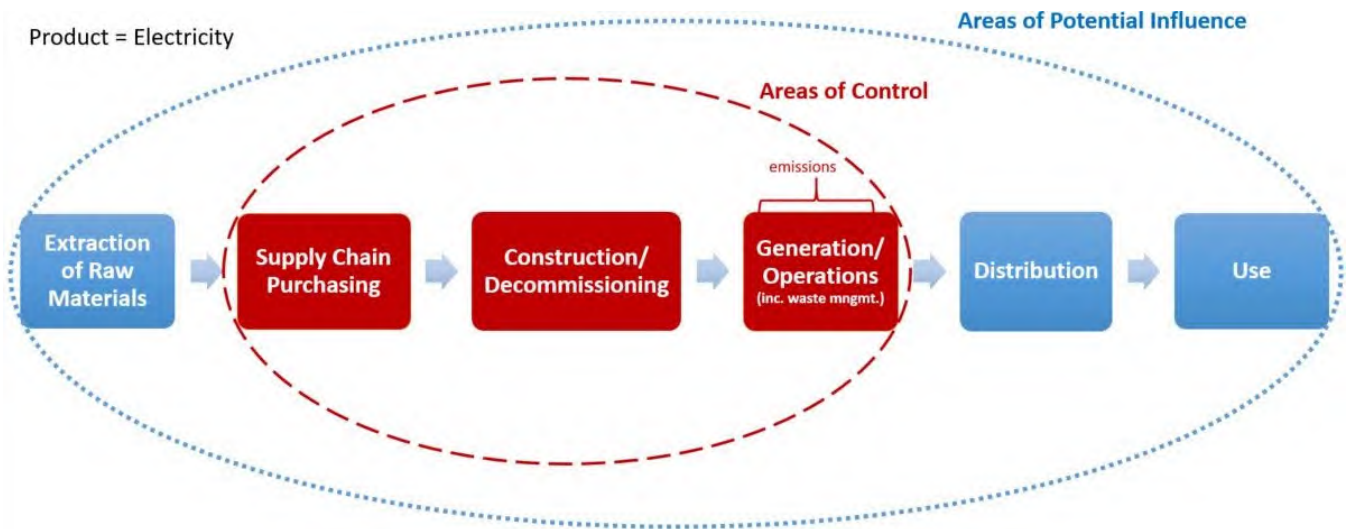 Areas of Potential Influence
Product = Electricity
Areas of Control
emissions
Extraction
of Raw
Materials
Supply Chain
Purchasing
Construction/
Decommissioning
Generation/
Operations
(inc. waste mngmt.)
Distribution
Use